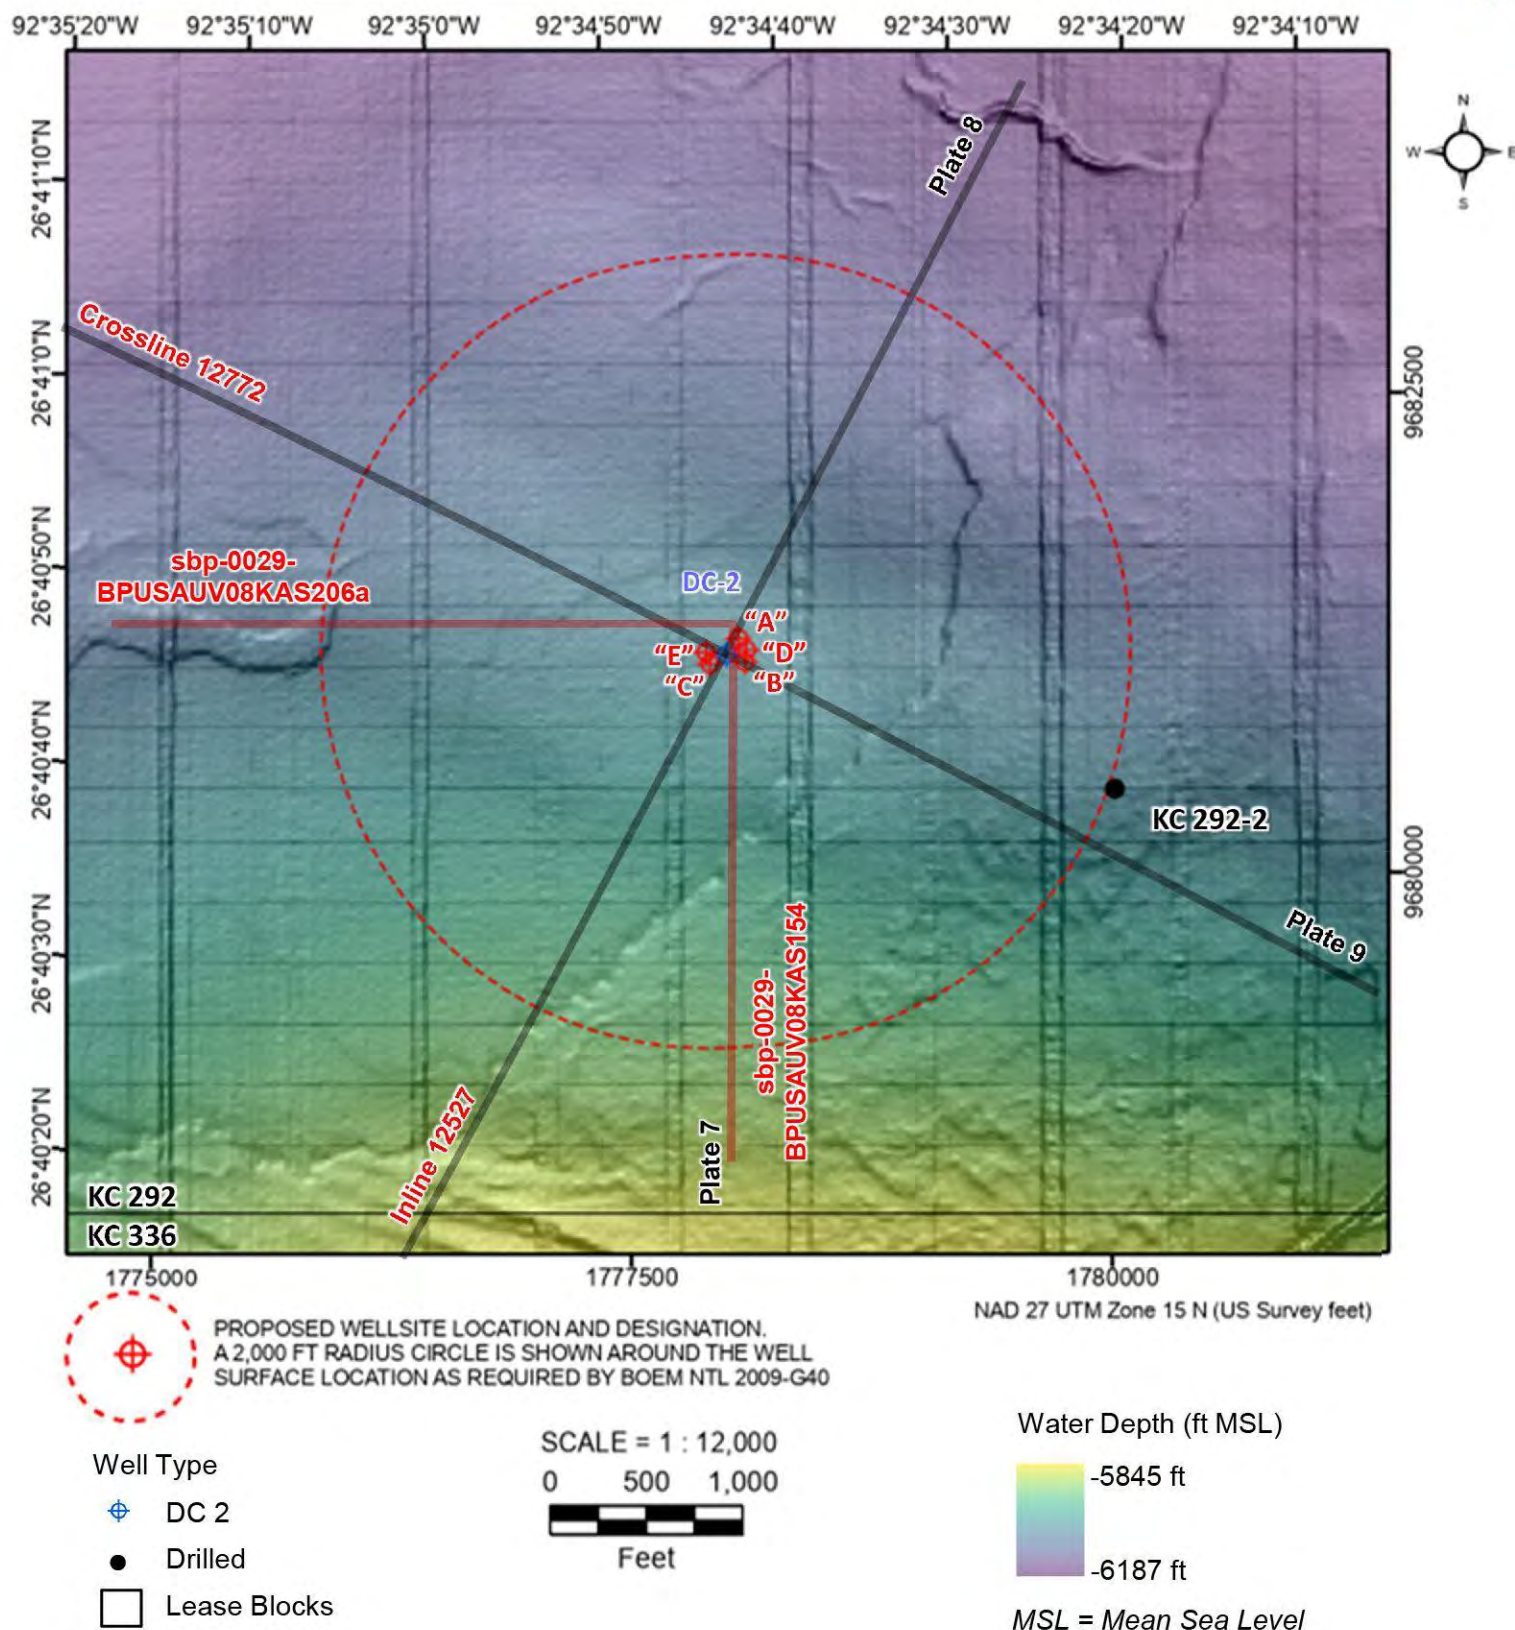 92°35'20"W 92°35'10"W 92°35'0"W 92°34'50"W 92°34'40"W 92°34'30"W 92°34'20"W 92°34'10"W
N
W E
S
26°41'10"N
26°41'0"N
26°40'50"N
26°40'40"N
26°40'30"N
26°40'20"N
9682500
9680000
Plate 8
Crossline 12772
sbp-0029-
BPUSAUV08KAS206a
DC-2
“A”
“E” “D”
“C” “B”
KC 292-2
Plate 9
sbp-0029-
BPUSAUV08KAS154
Plate 7
Inline 12527
KC 292
KC 336
1775000 1777500 1780000
NAD 27 UTM Zone 15 N (US Survey feet)
PROPOSED WELLSITE LOCATION AND DESIGNATION.
A 2,000 FT RADIUS CIRCLE IS SHOWN AROUND THE WELL
SURFACE LOCATION AS REQUIRED BY BOEM NTL 2009-G40
Well Type
DC 2
Drilled
Lease Blocks
SCALE = 1 : 12,000
0 500 1,000
Feet
Water Depth (ft MSL)
-5845 ft
-6187 ft
MSL = Mean Sea Level